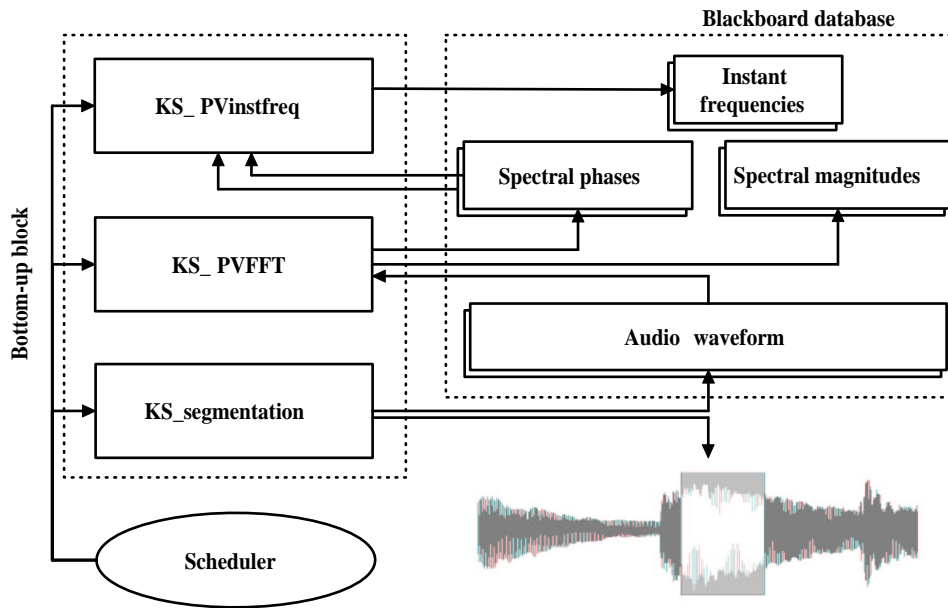 Blackboard database
KS_ PVinstfreq
Instant
frequencies
Spectral phases
Spectral magnitudes
KS_ PVFFT
Bottom-up block
Audio waveform
KS_segmentation
Scheduler